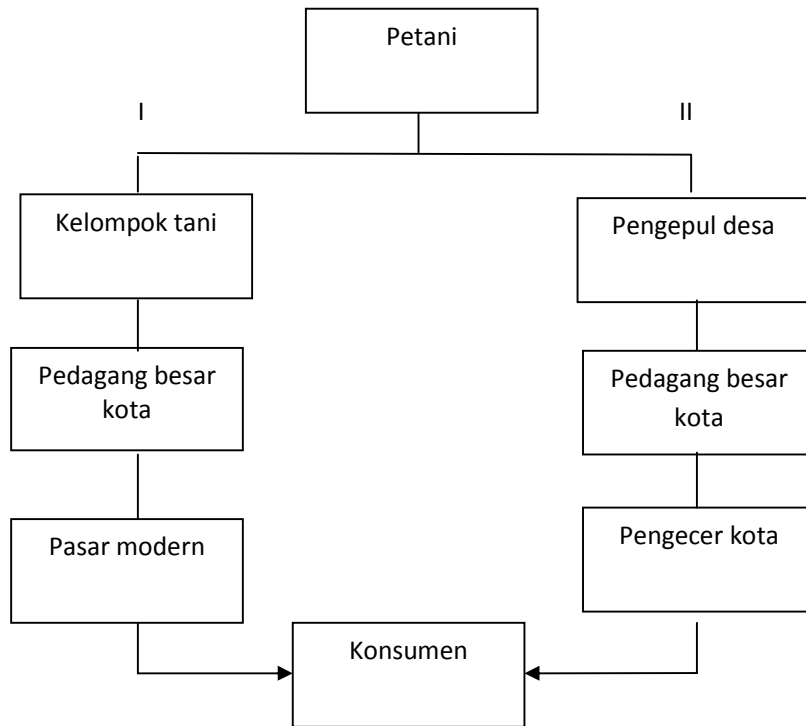 Petani
I
II
Kelompok tani
Pengepul desa
Pedagang besar
kota
Pedagang besar
kota
Pasar modern
Pengecer kota
Konsumen